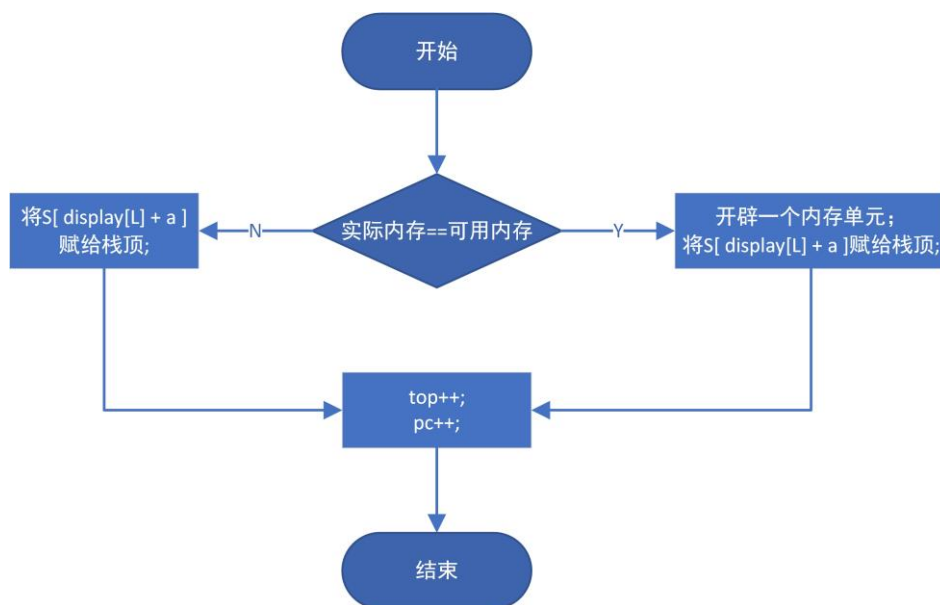 开始
实际内存==可用内存
N
Y
将S[ display[L] + a ]
赋给栈顶;
开辟一个内存单元；
将S[ display[L] + a ]赋给栈顶;
top++;
pc++;
结束